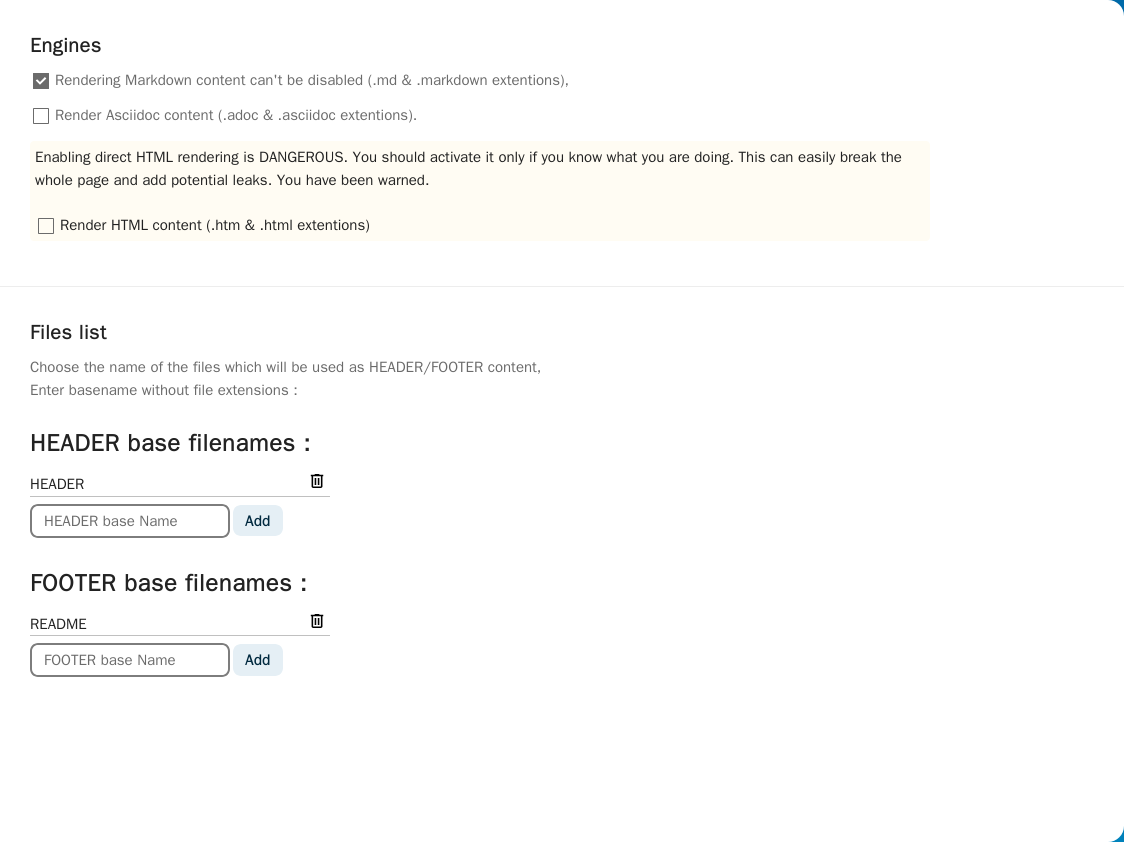 Engines
Rendering Markdown content can't be disabled (.md & .markdown extentions),
Render Asciidoc content (.adoc & .asciidoc extentions).
Enabling direct HTML rendering is DANGEROUS. You should activate it only if you know what you are doing. This can easily break the
whole page and add potential leaks. You have been warned.
Render HTML content (.htm & .html extentions)
Files list
Choose the name of the files which will be used as HEADER/FOOTER content,
Enter basename without file extensions :
HEADER base filenames :
HEADER
HEADER base Name Add
FOOTER base filenames :
README
FOOTER base Name Add